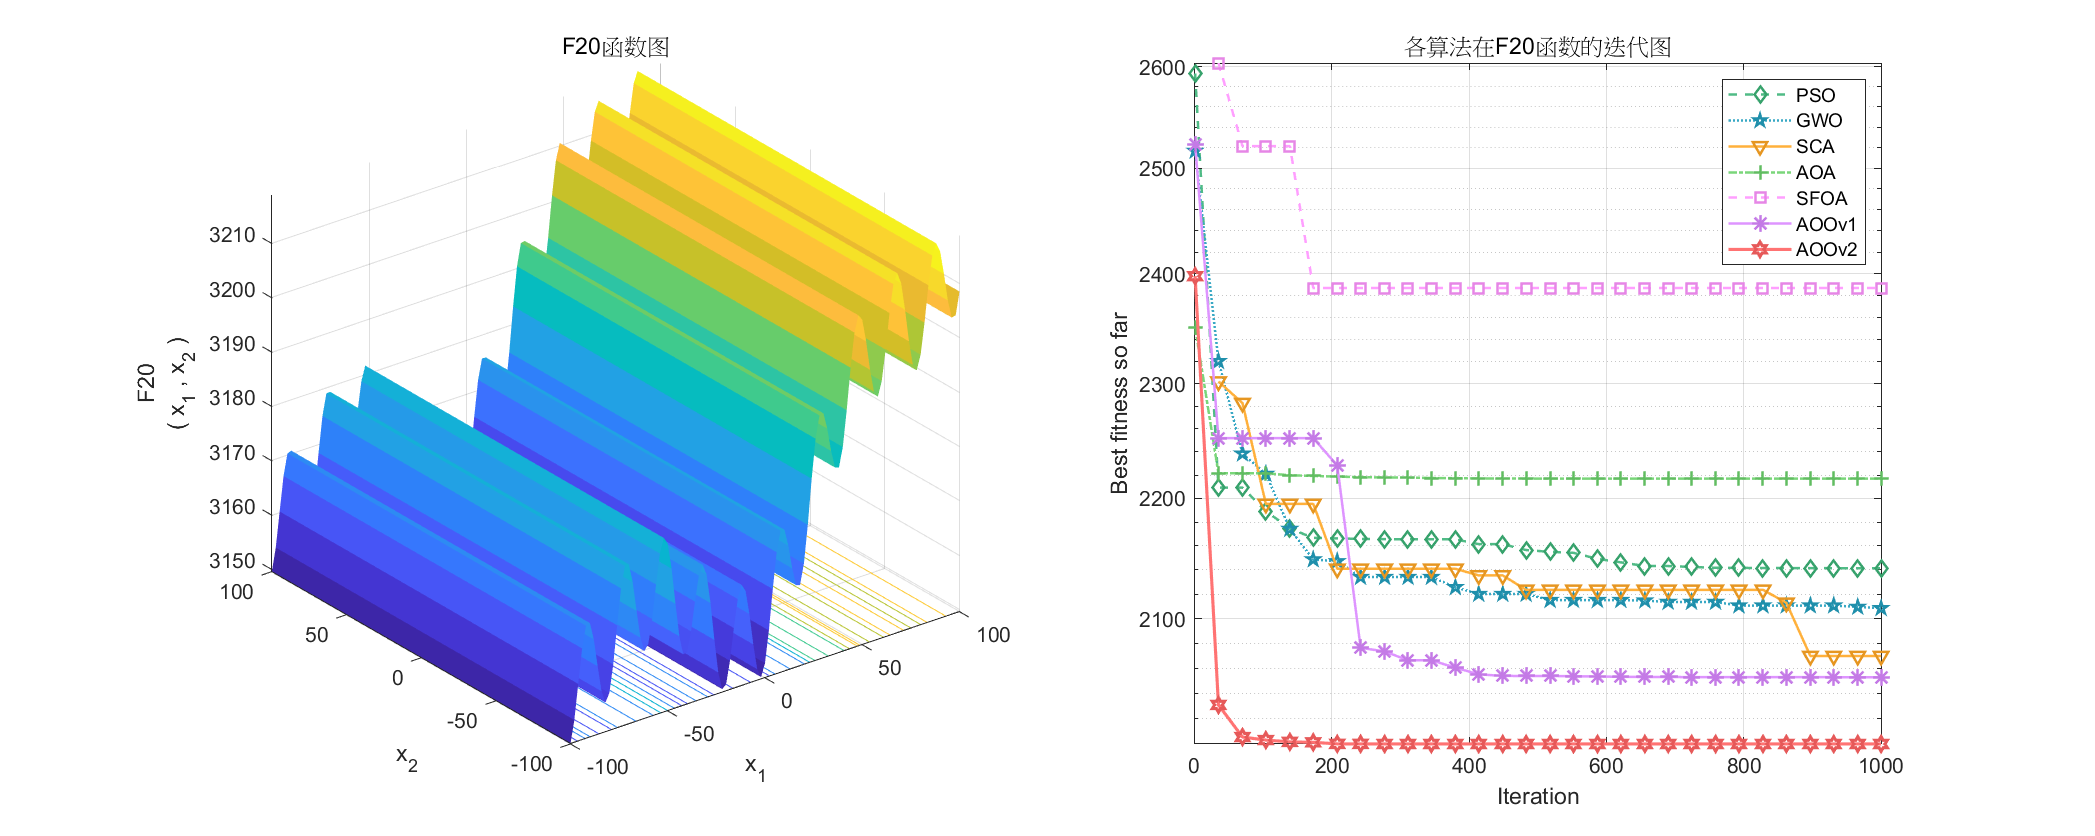 F20函数图
3210
3200
3190
3180
3170
3160
3150
F20
( x1 , x2 )
100
50
0
-50
-100
x2
-100
-50
0
50
100
x1
各算法在F20函数的迭代图
2600
2500
2400
2300
2200
2100
Best fitness so far
0
200
400
600
800
1000
Iteration
PSO
GWO
SCA
AOA
SFOA
AOOv1
AOOv2